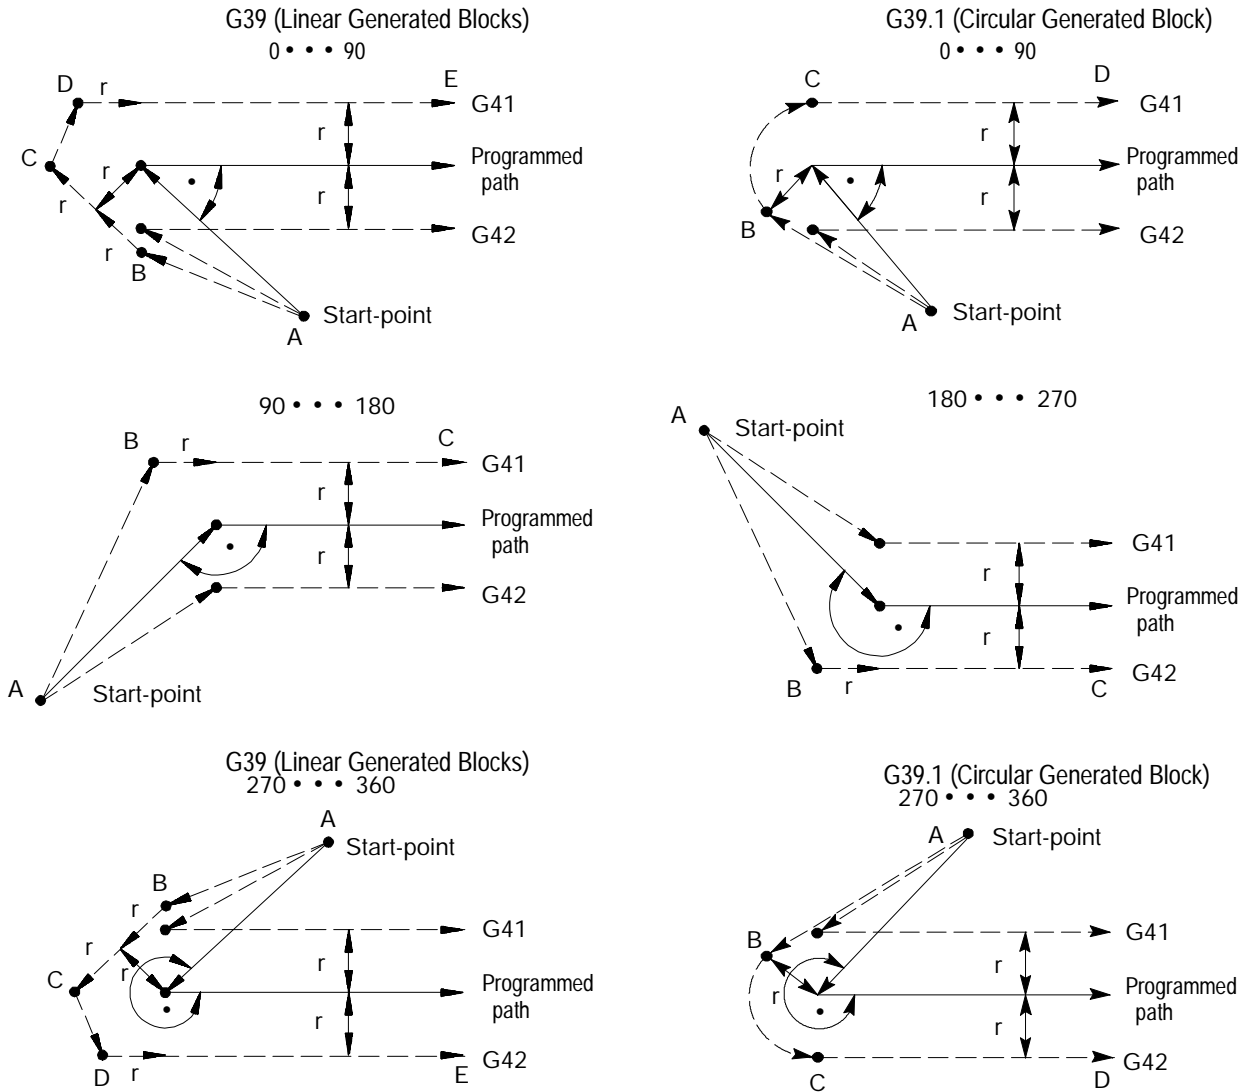 G39 (Linear Generated Blocks)
0 • • • 90
D
r
E
G41
r
C
r
Programmed
path
r
r
r
B
G42
A
Start-point
G39.1 (Circular Generated Block)
0 • • • 90
C
D
G41
r
r
Programmed
path
B
r
G42
A
Start-point
90 • • • 180
B
r
C
G41
r
Programmed
path
r
G42
A
Start-point
180 • • • 270
A
Start-point
G41
r
Programmed
path
r
B
r
C
G42
G39 (Linear Generated Blocks)
270 • • • 360
A
Start-point
B
r
G41
r
r
r
C
Programmed
path
r
D
r
E
G42
G39.1 (Circular Generated Block)
270 • • • 360
A
Start-point
B
G41
r
r
Programmed
path
r
C
D
G42